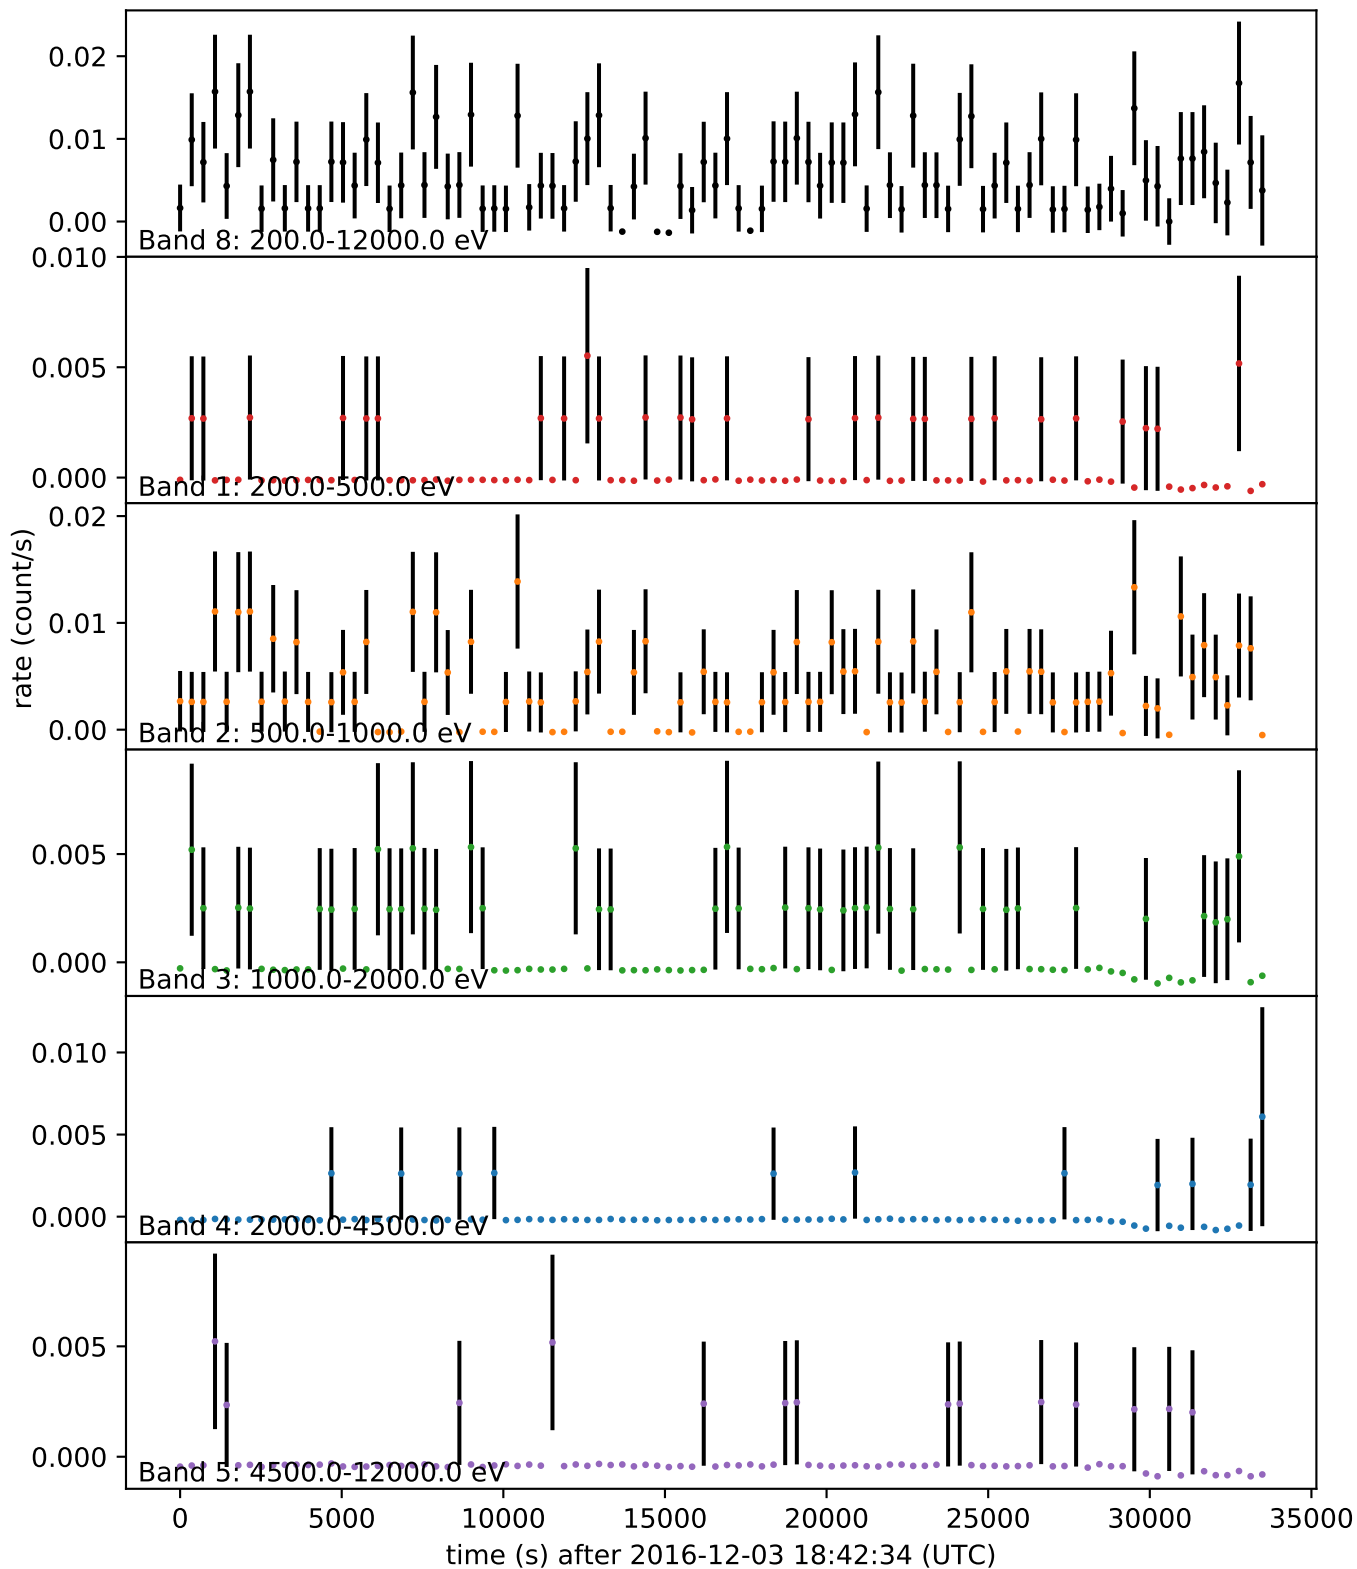 0.02
0.01
0.00
Band 8: 200.0-12000.0 eV
0.010
0.005
0.000
Band 1: 200.0-500.0 eV
0.02
0.01
0.00
Band 2: 500.0-1000.0 eV
rate (count/s)
0.005
0.000
Band 3: 1000.0-2000.0 eV
0.010
0.005
0.000
Band 4: 2000.0-4500.0 eV
0.005
0.000
Band 5: 4500.0-12000.0 eV
0 5000 10000 15000 20000 25000 30000 35000
time (s) after 2016-12-03 18:42:34 (UTC)